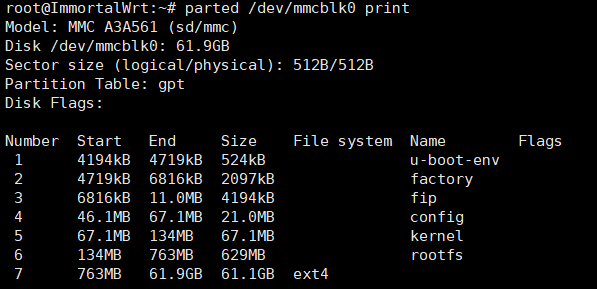 root@ImmortalWrt:~# parted /dev/mmcblk0 print
Model: MMC A3A561 (sd/mmc)
Disk /dev/mmcblk0: 61.9GB
Sector size (logical/physical): 512B/512B
Partition Table: gpt
Disk Flags:

Number  Start   End     Size    File system  Name        Flags
 1      4194kB  4719kB  524kB                u-boot-env
 2      4719kB  6816kB  2097kB               factory
 3      6816kB  11.0MB  4194kB               fip
 4      46.1MB  67.1MB  21.0MB               config
 5      67.1MB  134MB   67.1MB               kernel
 6      134MB   763MB   629MB                rootfs
 7      763MB   61.9GB  61.1GB  ext4